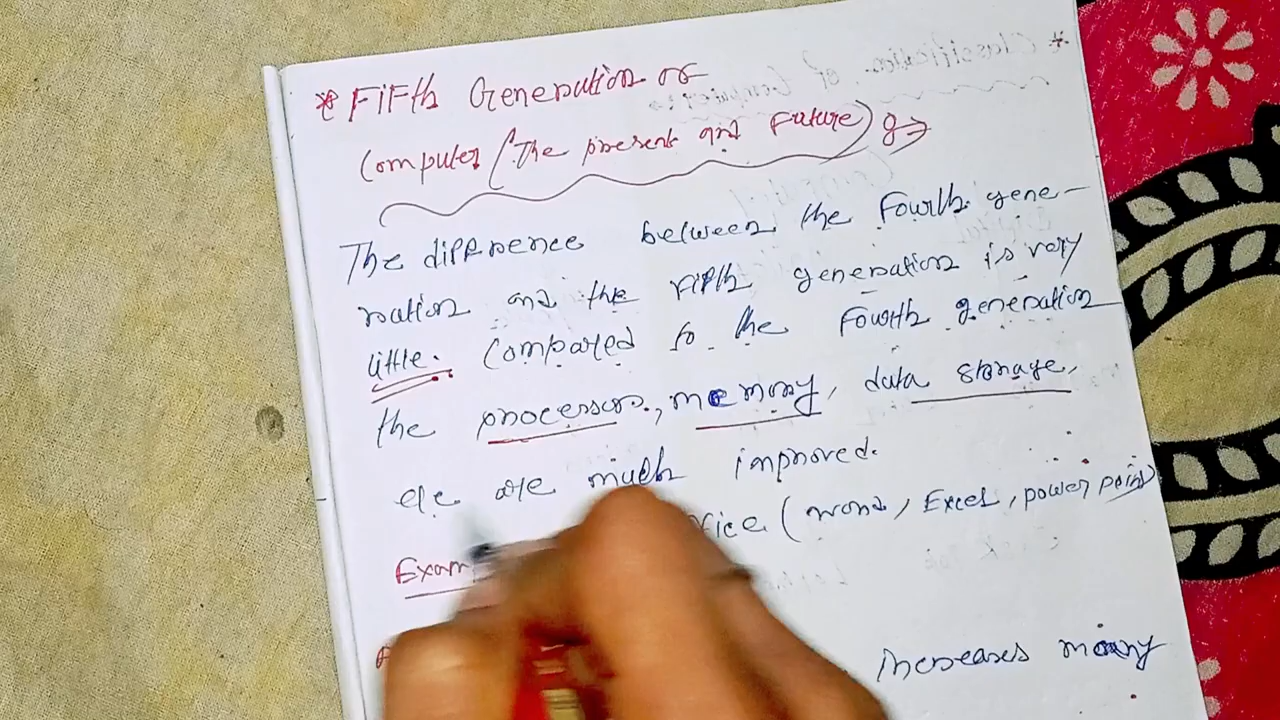 * Fifth Generation of
Computer (The present and Future) :→
The difference between the Fourth gene-
ration and the Fifth generation is very
little. Compared to the Fourth generation
the processor, memory, data storage,
etc are much improved.
Exam (Word, Excel, power point
increases many